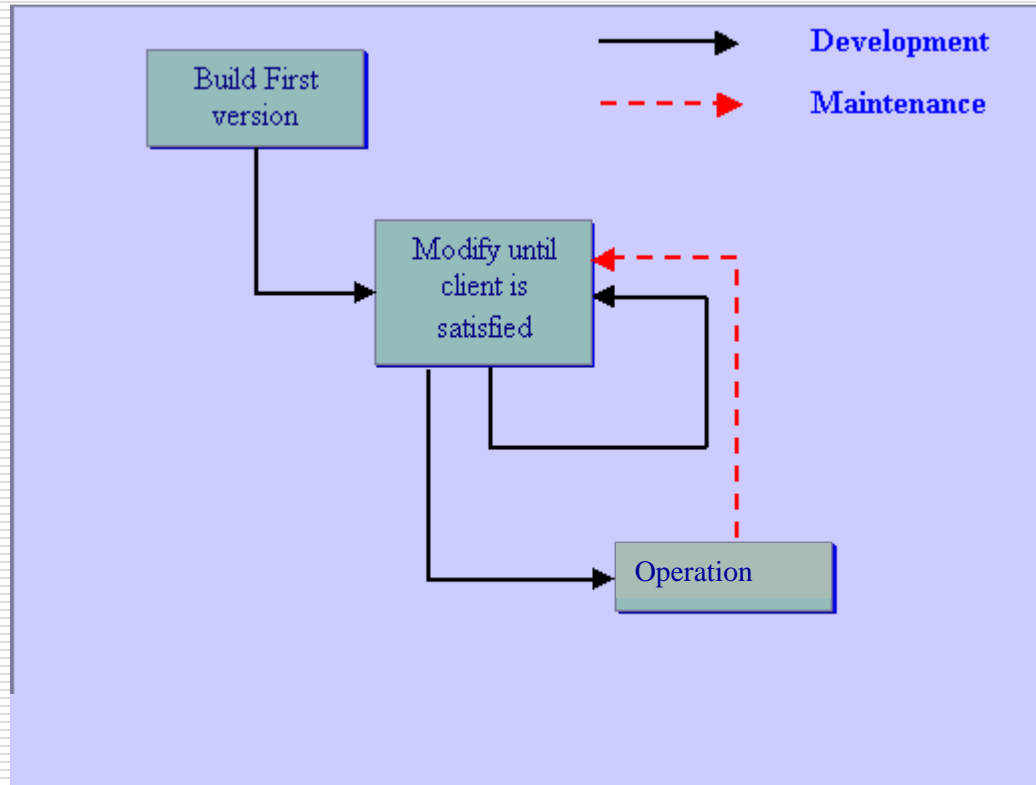 Development
Maintenance
Build First
version
Modify until
client is
satisfied
Operation